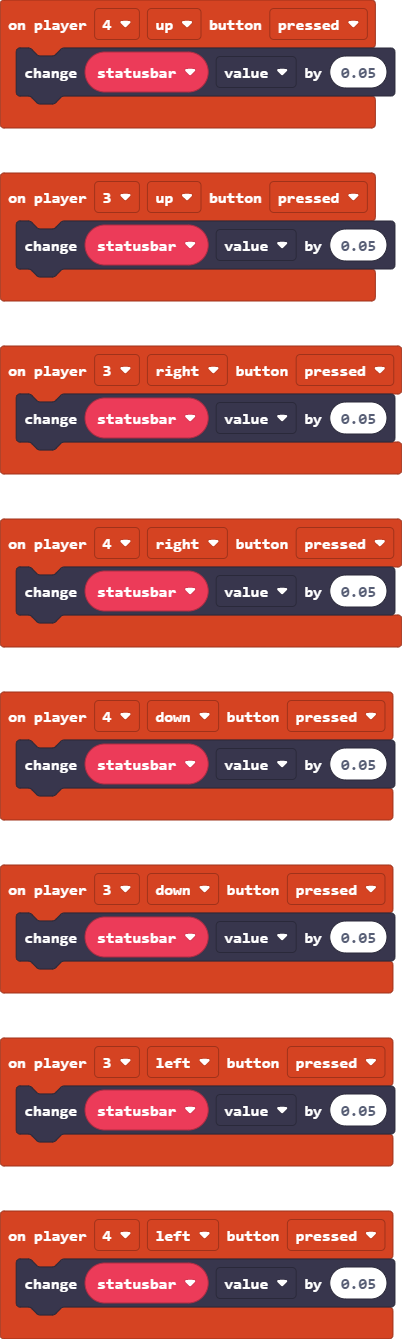 on player 4 up button pressed
change statusbar value by 0.05
on player 3 up button pressed
change statusbar value by 0.05
on player 3 right button pressed
change statusbar value by 0.05
on player 4 right button pressed
change statusbar value by 0.05
on player 4 down button pressed
change statusbar value by 0.05
on player 3 down button pressed
change statusbar value by 0.05
on player 3 left button pressed
change statusbar value by 0.05
on player 4 left button pressed
change statusbar value by 0.05